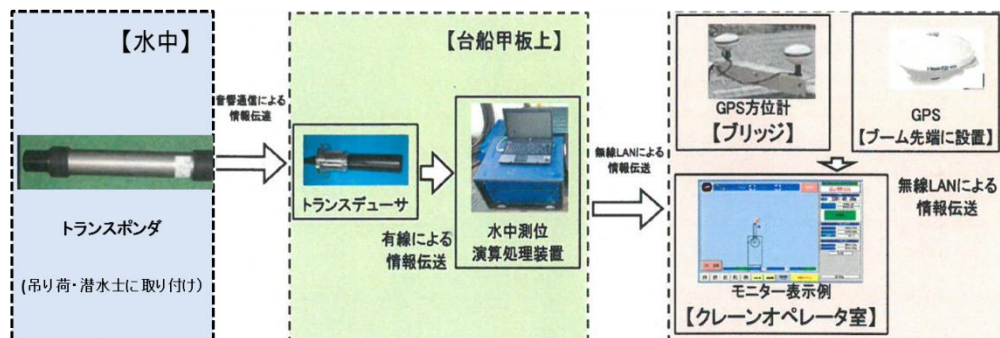 【水中】
トランスポンダ
(吊り荷・潜水士に取り付け)
音響通信による
情報伝達
【台船甲板上】
トランスデューサ
有線による
情報伝送
水中測位
演算処理装置
無線LANによる
情報伝送
GPS方位計
【ブリッジ】
GPS
【ブーム先端に設置】
無線LANによる
情報伝送
モニター表示例
【クレーンオペレータ室】